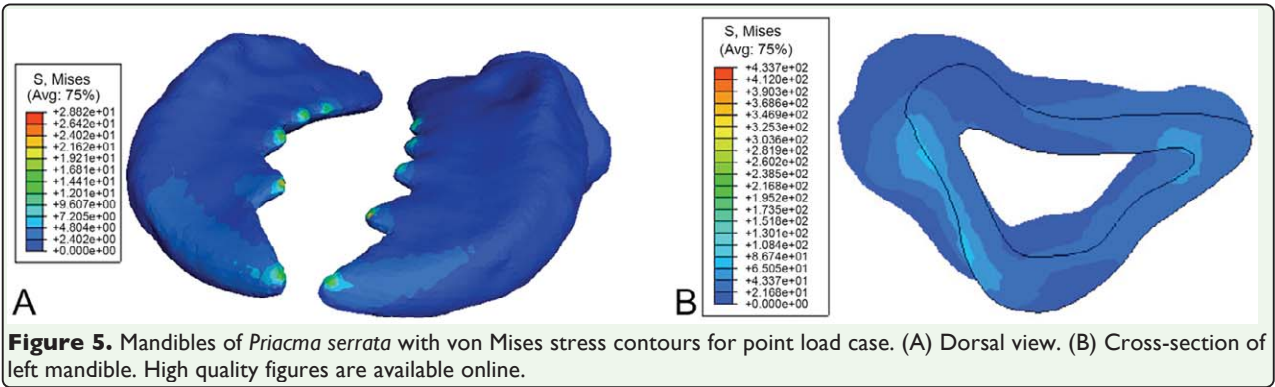 S, Mises
(Avg: 75%)
+2.882e+01
+2.642e+01
+2.402e+01
+2.162e+01
+1.921e+01
+1.681e+01
+1.441e+01
+1.201e+01
+9.607e+00
+7.205e+00
+4.804e+00
+2.402e+00
+0.000e+00
A
S, Mises
(Avg: 75%)
+4.337e+02
+4.120e+02
+3.903e+02
+3.686e+02
+3.469e+02
+3.253e+02
+3.036e+02
+2.819e+02
+2.602e+02
+2.385e+02
+2.168e+02
+1.952e+02
+1.735e+02
+1.518e+02
+1.301e+02
+1.084e+02
+8.674e+01
+6.505e+01
+4.337e+01
+2.168e+01
+0.000e+00
B
Figure 5. Mandibles of Priacma serrata with von Mises stress contours for point load case. (A) Dorsal view. (B) Cross-section of
left mandible. High quality figures are available online.